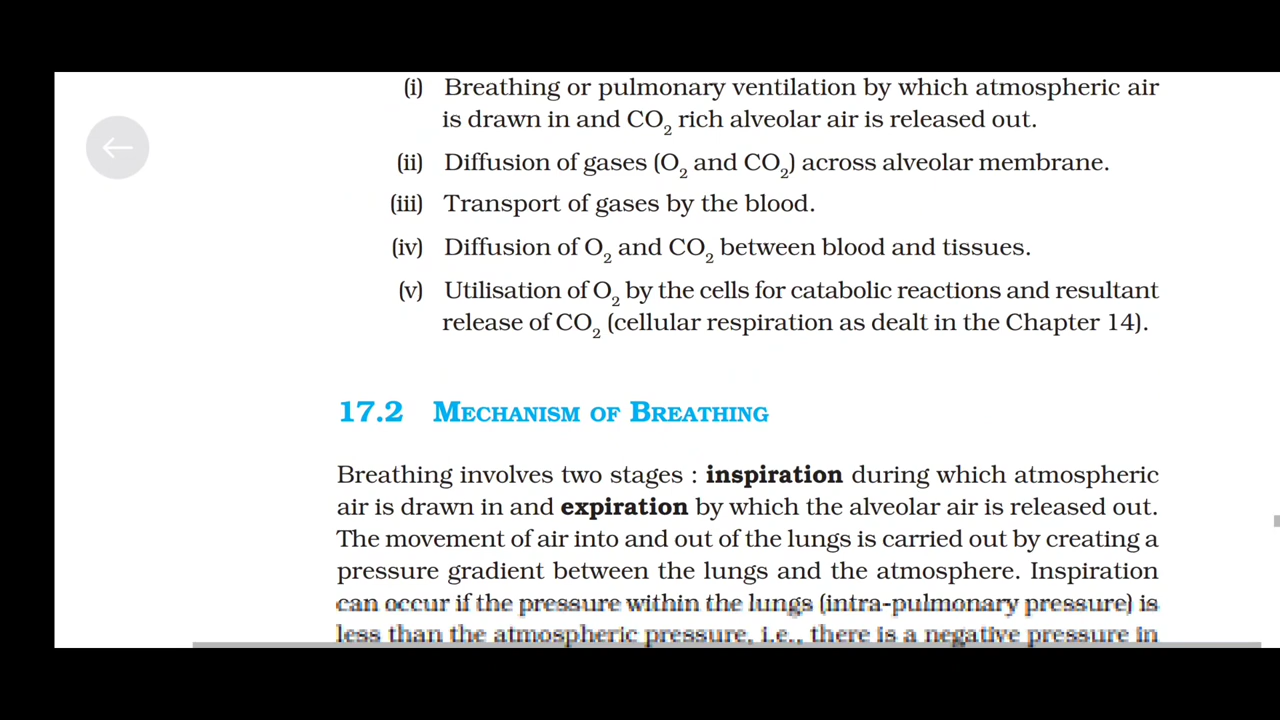 (i) Breathing or pulmonary ventilation by which atmospheric air
is drawn in and CO₂ rich alveolar air is released out.
(ii) Diffusion of gases (O₂ and CO₂) across alveolar membrane.
(iii) Transport of gases by the blood.
(iv) Diffusion of O₂ and CO₂ between blood and tissues.
(v) Utilisation of O₂ by the cells for catabolic reactions and resultant
release of CO₂ (cellular respiration as dealt in the Chapter 14).
17.2 MECHANISM OF BREATHING
Breathing involves two stages : inspiration during which atmospheric
air is drawn in and expiration by which the alveolar air is released out.
The movement of air into and out of the lungs is carried out by creating a
pressure gradient between the lungs and the atmosphere. Inspiration
can occur if the pressure within the lungs (intra-pulmonary pressure) is
less than the atmospheric pressure, i.e., there is a negative pressure in